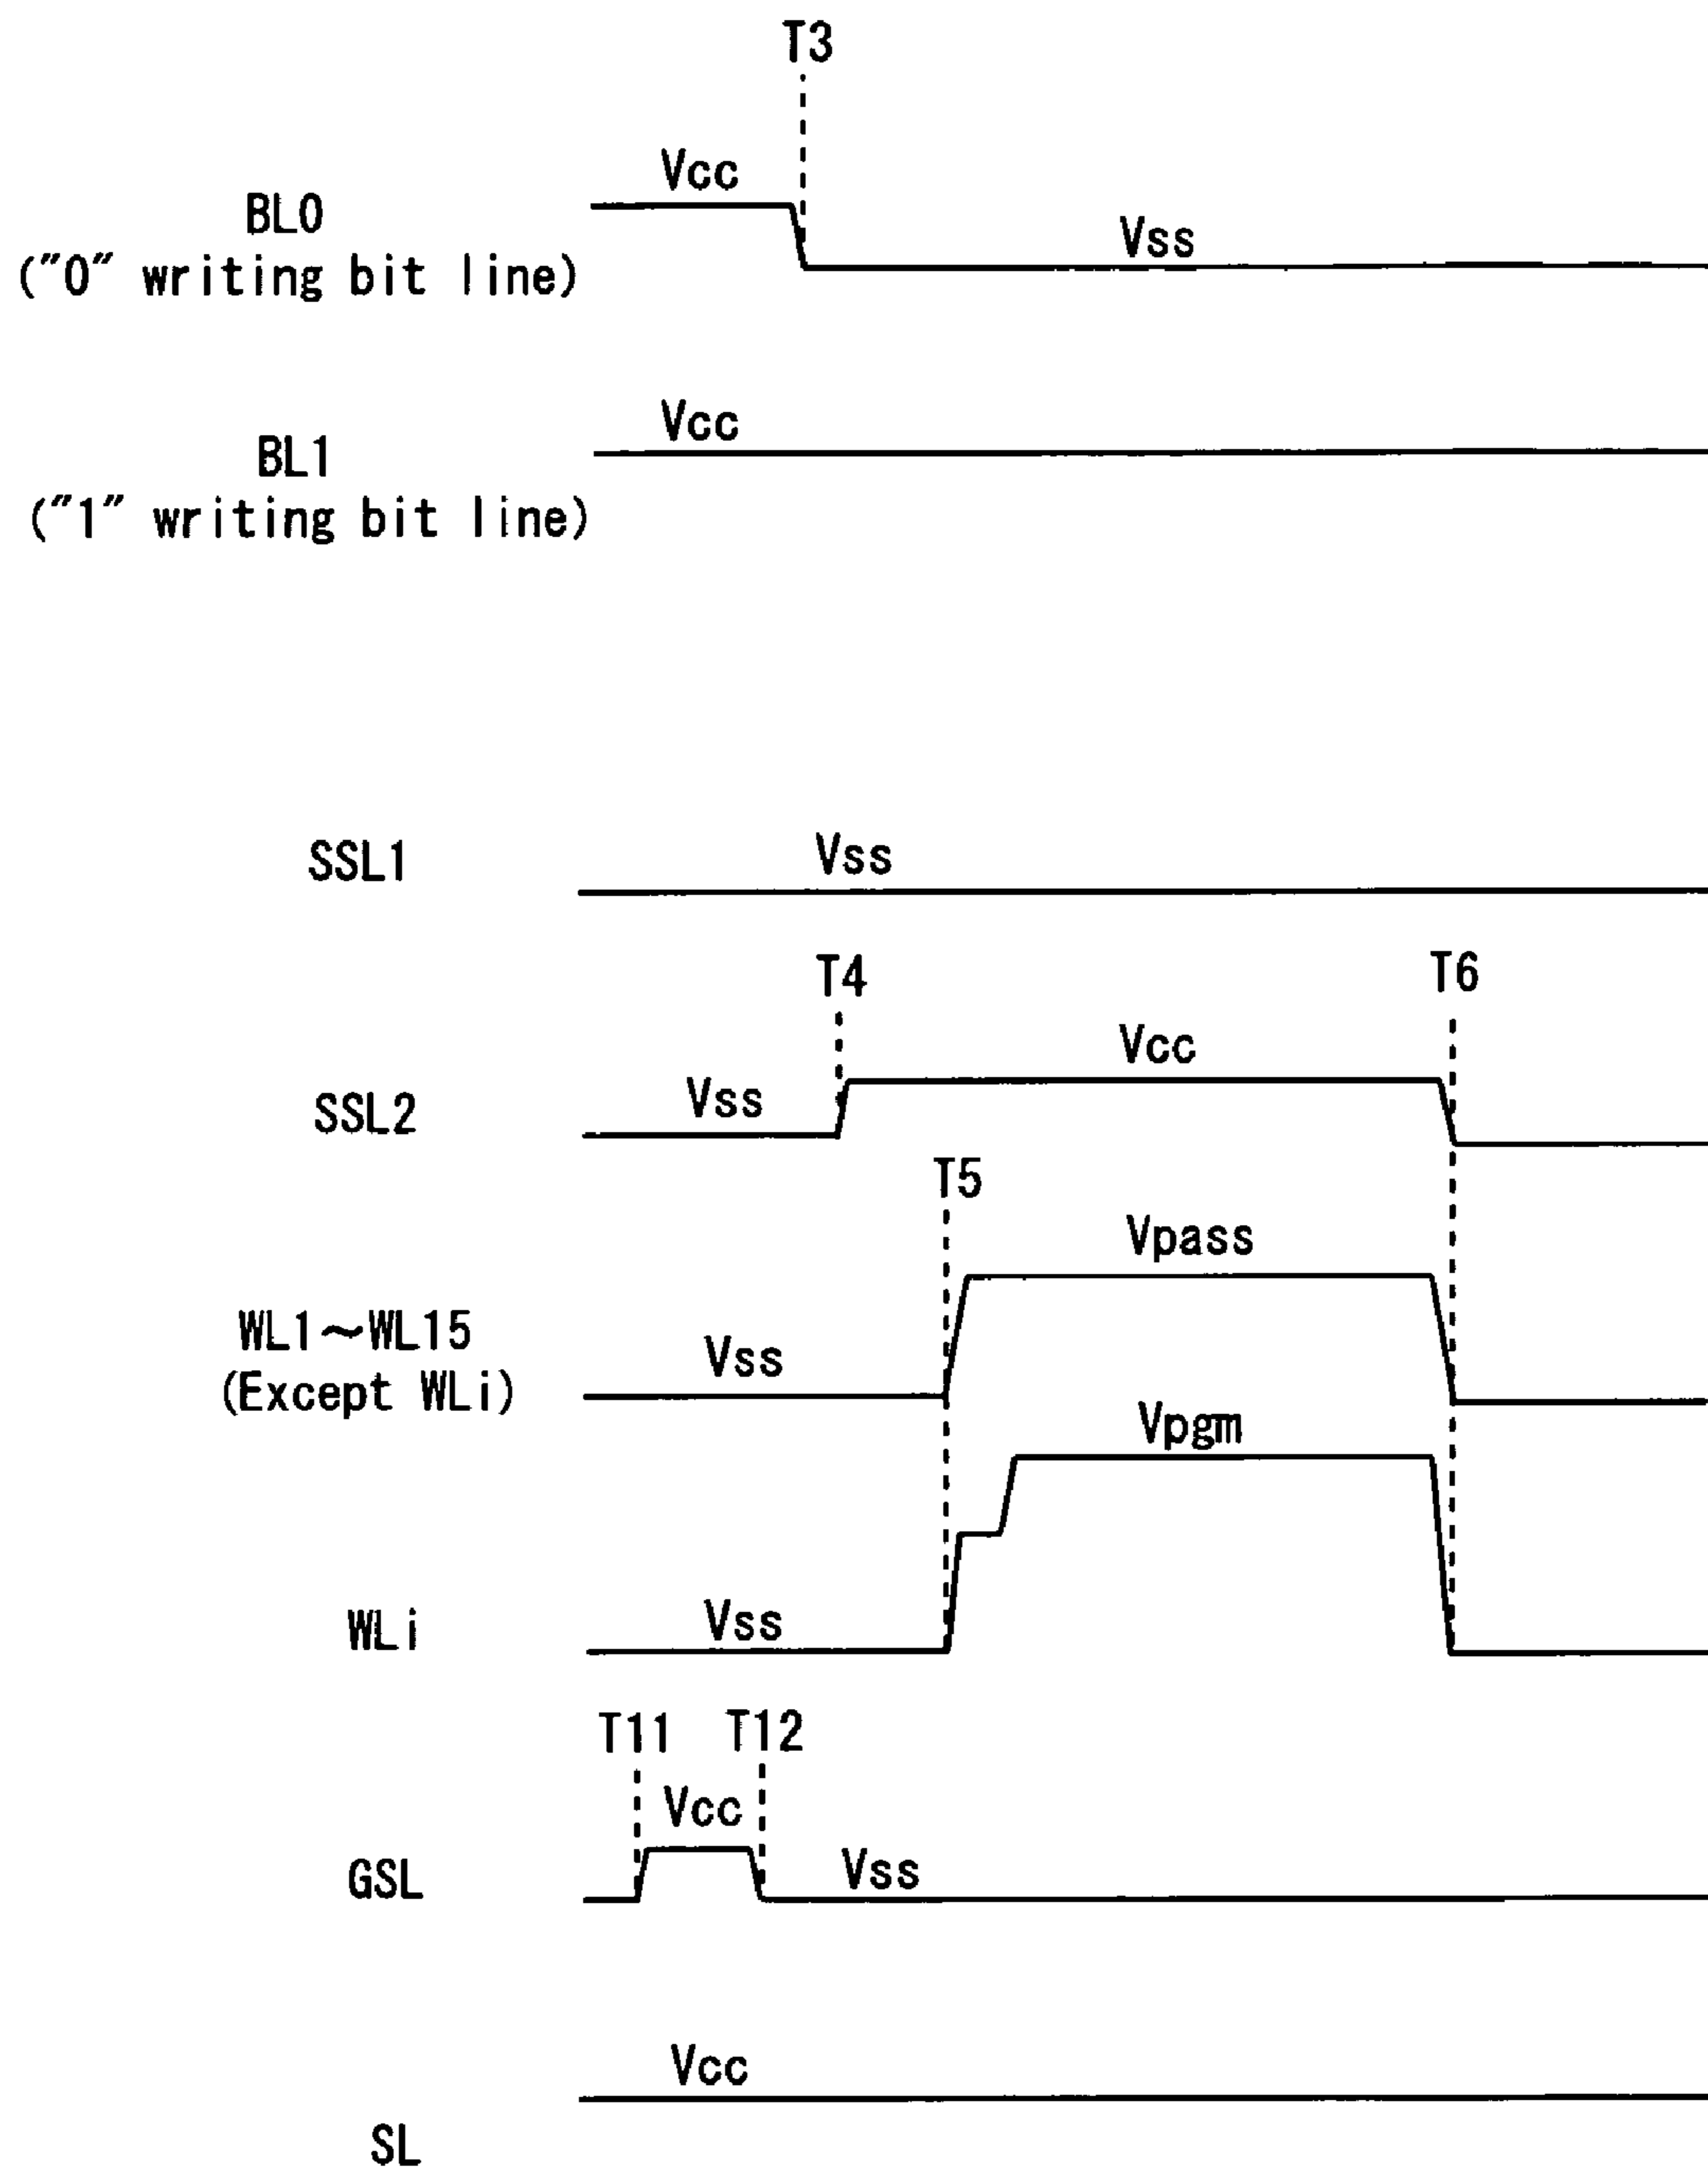 T3
Vcc
BL0
Vss
("0" writing bit line)
Vcc
BL1
("1" writing bit line)
Vss
SSL1
T4
T6
Vcc
Vss
SSL2
T5
Vpass
WL1～WL15
Vss
(Except WLi)
Vpgm
Vss
WLi
T11 T12
Vcc
Vss
GSL
Vcc
SL